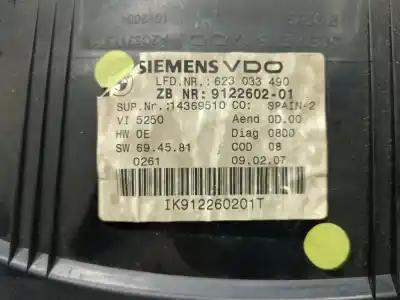 SIEMENS VDO
LFD.NR.: 623 033 490
ZB NR: 9122602-01
SUP.Nr.:14369510 CO: SPAIN-2
VI 5250 Aend 00.00
HW 0E Diag 0800
SW 69.45.81 COD 08
0261 09.02.07
IK912260201T